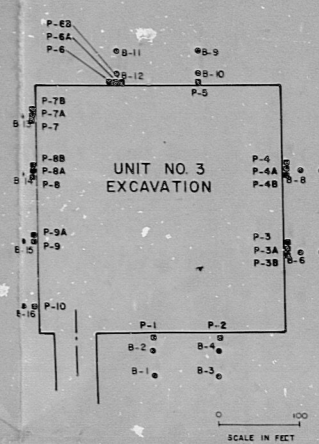 P-6B
P-6A
P-6
B-11
B-9
B-12
B-10
P-5
P-7B
P-7A
P-7
B-13
P-8B
P-8A
P-8
B-14
UNIT NO. 3
EXCAVATION
P-4
P-4A
P-4B
B-8
P-9A
P-9
B-15
P-3
P-3A
P-3B
B-6
P-10
B-16
P-1
P-2
B-2
B-4
B-1
B-3
0 100
SCALE IN FEET